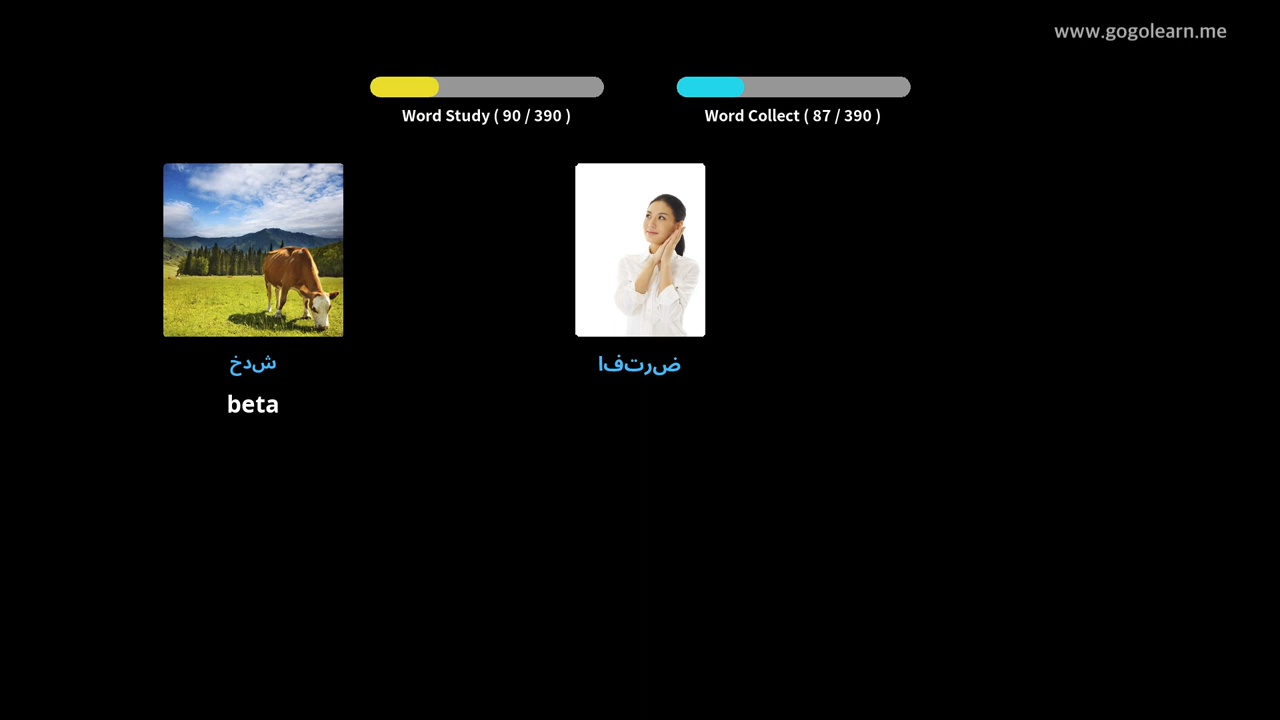 www.gogolearn.me
Word Study ( 90 / 390 )
Word Collect ( 87 / 390 )
شدخ
beta
ضرتفا